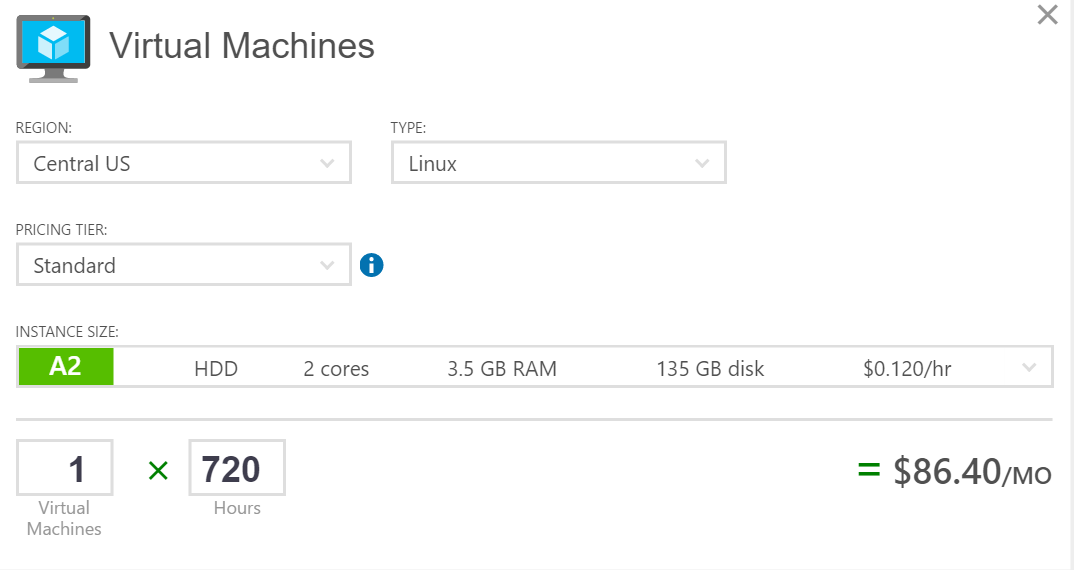 Virtual Machines
REGION:
TYPE:
Central US
Linux
PRICING TIER:
Standard
INSTANCE SIZE:
A2 HDD 2 cores 3.5 GB RAM 135 GB disk $0.120/hr
1 × 720 = $86.40/MO
Virtual
Machines
Hours